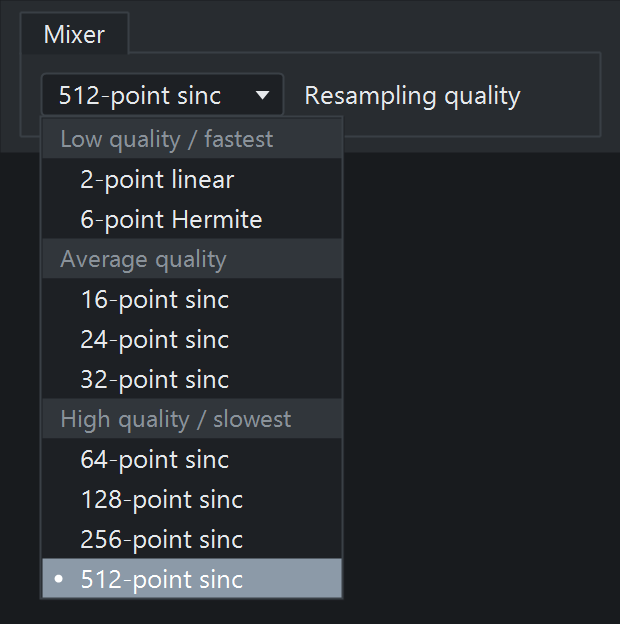 Mixer
512-point sinc Resampling quality
Low quality / fastest
2-point linear
6-point Hermite
Average quality
16-point sinc
24-point sinc
32-point sinc
High quality / slowest
64-point sinc
128-point sinc
256-point sinc
512-point sinc